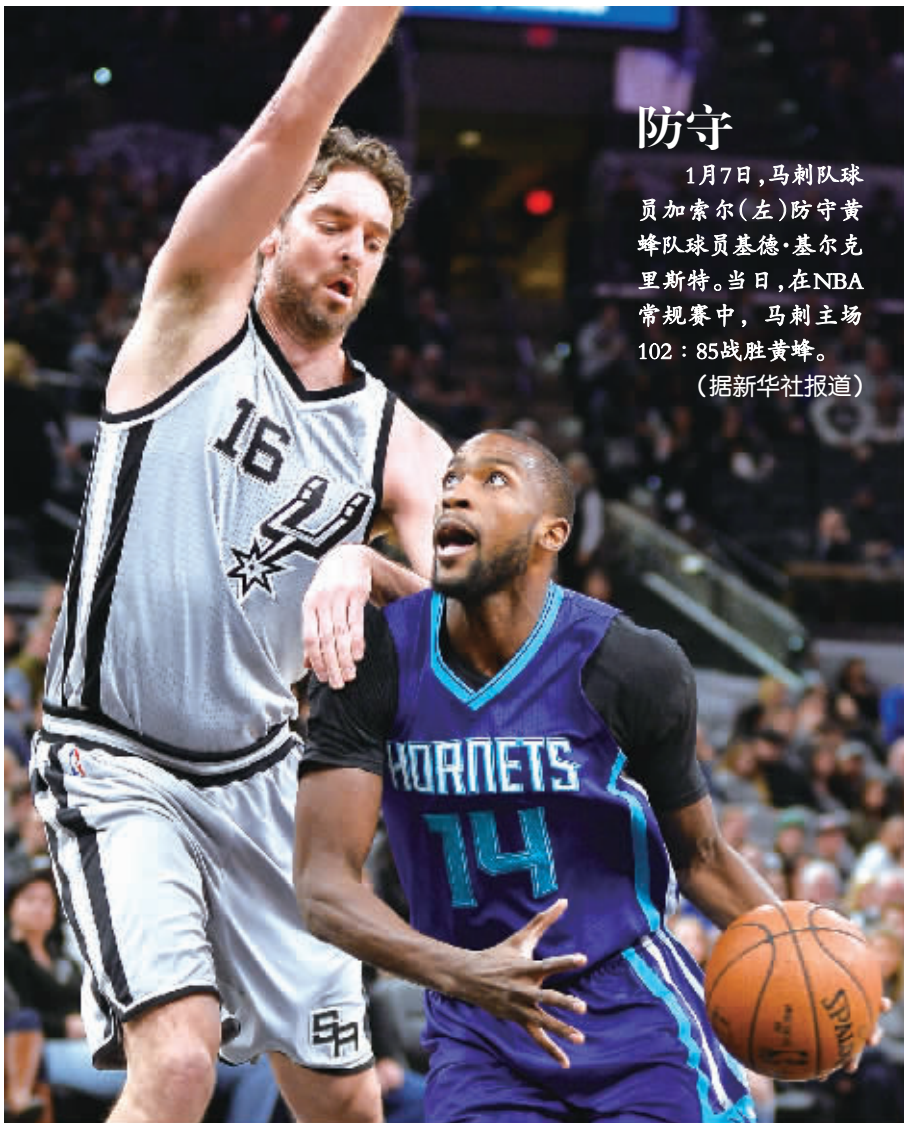 防守
1月7日,马刺队球
员加索尔(左)防守黄
蜂队球员基德·基尔克
里斯特。当日,在NBA
常规赛中，马刺主场
102：85战胜黄蜂。
(据新华社报道)
16
HORNETS
14
SA
SPAL